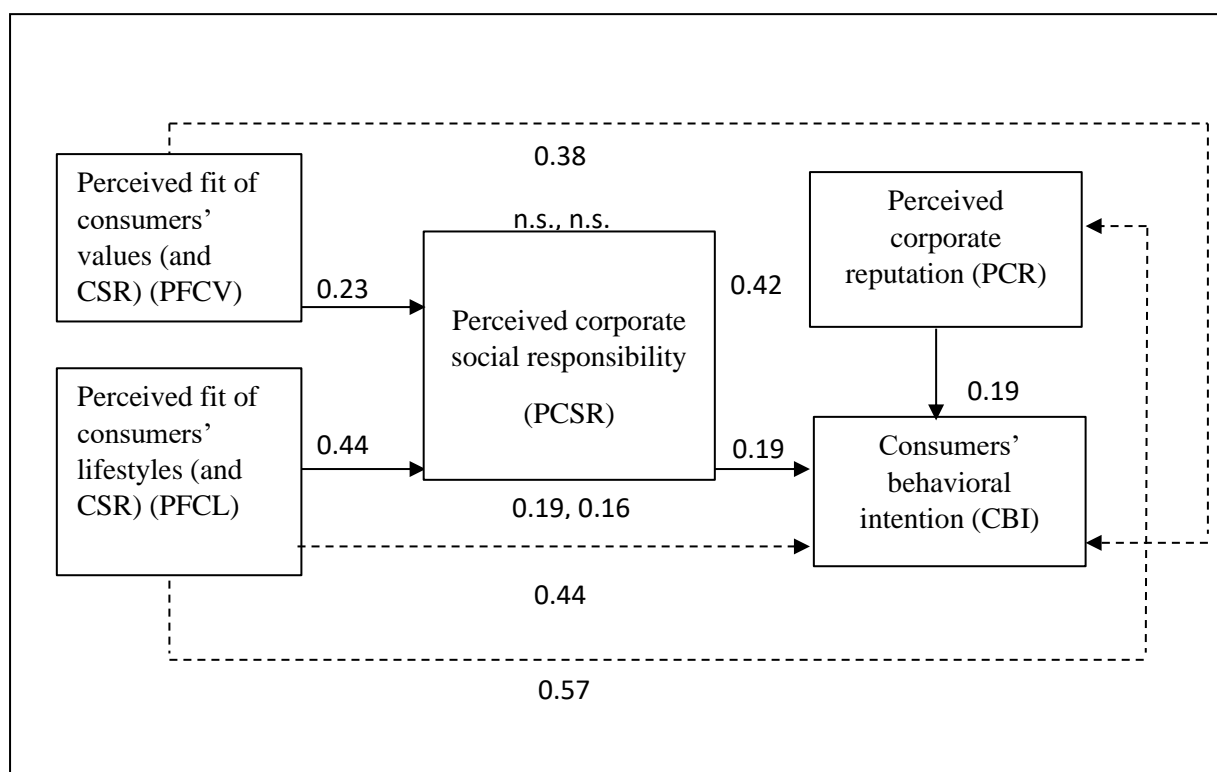 0.38
Perceived fit of
consumers’
values (and
CSR) (PFCV)
0.23
Perceived fit of
consumers’
lifestyles (and
CSR) (PFCL)
0.44
n.s., n.s.
Perceived corporate
social responsibility
(PCSR)
0.19, 0.16
0.42
0.19
Perceived
corporate
reputation (PCR)
0.19
Consumers’
behavioral
intention (CBI)
0.44
0.57